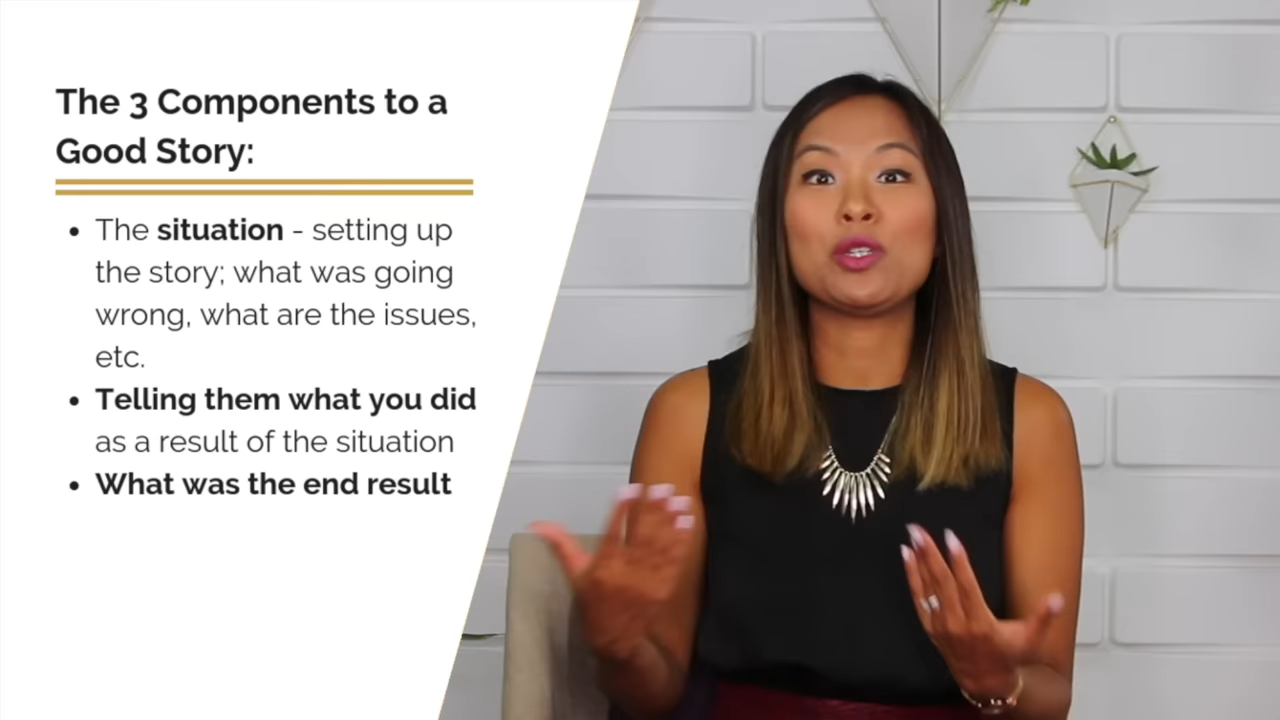 The 3 Components to a
Good Story:
• The situation - setting up
the story; what was going
wrong, what are the issues,
etc.
• Telling them what you did
as a result of the situation
• What was the end result